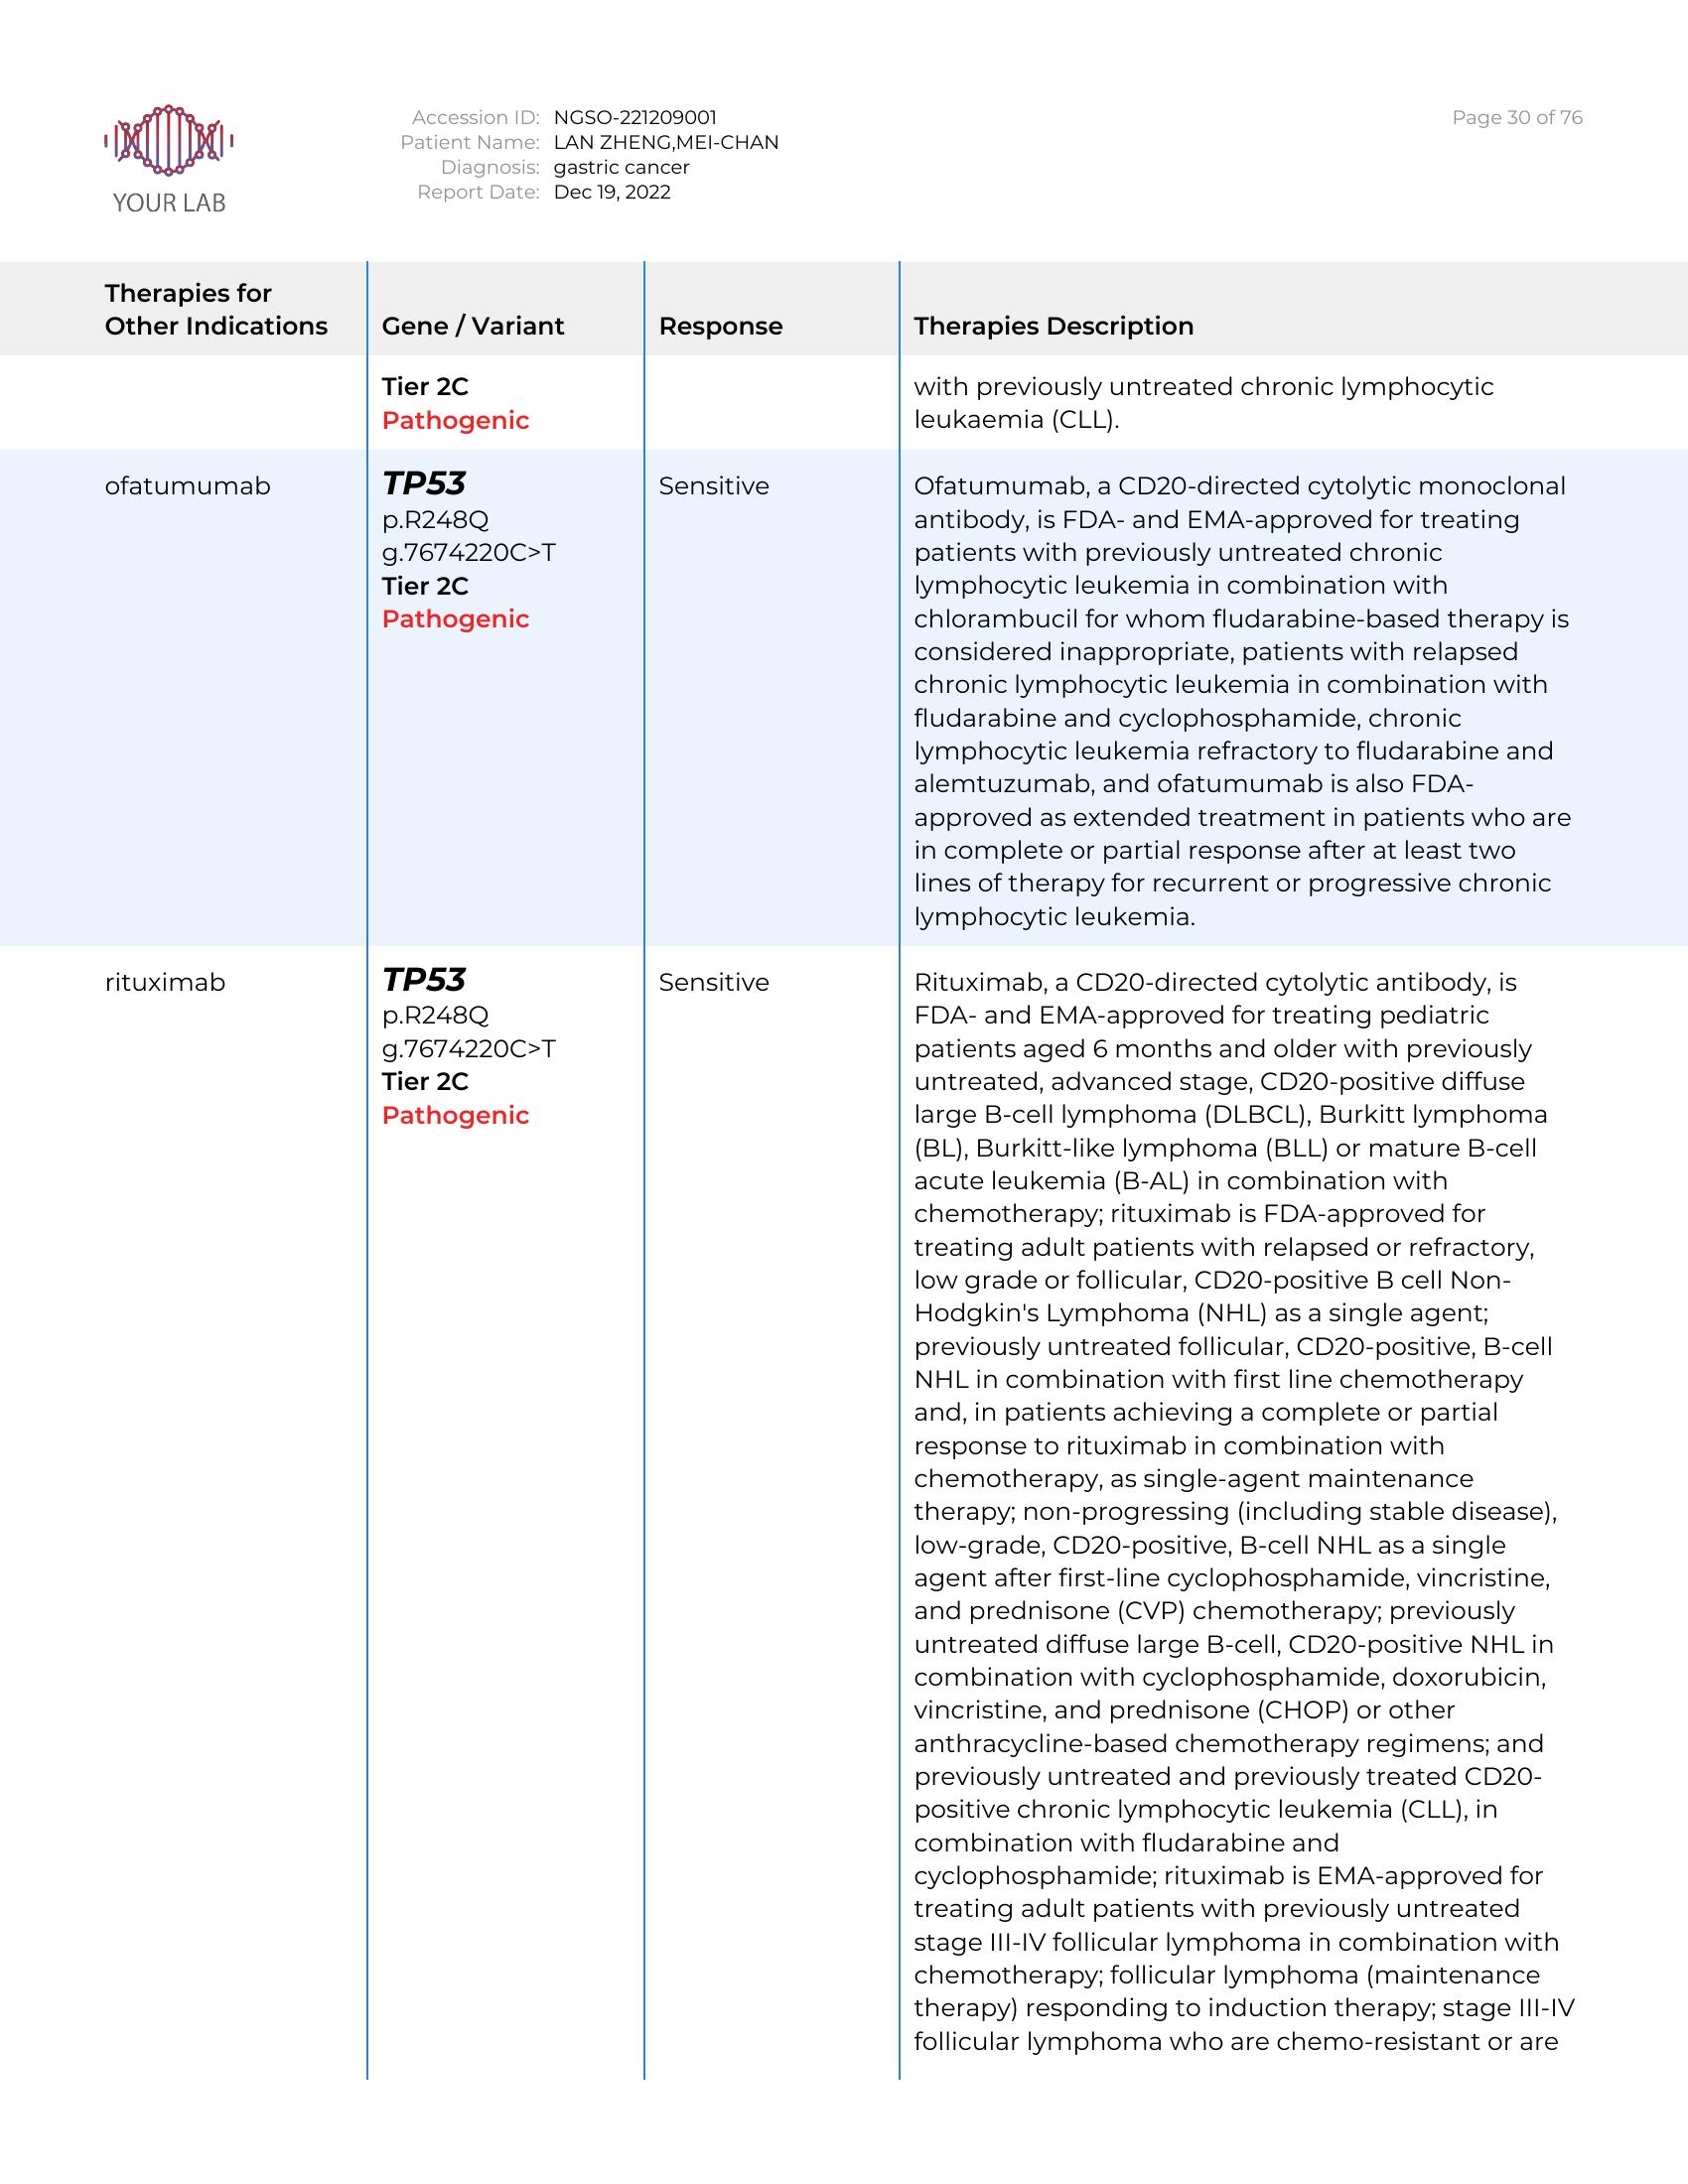 YOUR LAB
Accession ID: NGSO-221209001
Patient Name: LAN ZHENG,MEI-CHAN
Diagnosis: gastric cancer
Report Date: Dec 19, 2022
Page 30 of 76
Therapies for
Other Indications
Gene / Variant
Response
Therapies Description
Tier 2C
Pathogenic
with previously untreated chronic lymphocytic
leukaemia (CLL).
ofatumumab
TP53
p.R248Q
g.7674220C>T
Tier 2C
Pathogenic
Sensitive
Ofatumumab, a CD20-directed cytolytic monoclonal
antibody, is FDA- and EMA-approved for treating
patients with previously untreated chronic
lymphocytic leukemia in combination with
chlorambucil for whom fludarabine-based therapy is
considered inappropriate, patients with relapsed
chronic lymphocytic leukemia in combination with
fludarabine and cyclophosphamide, chronic
lymphocytic leukemia refractory to fludarabine and
alemtuzumab, and ofatumumab is also FDA-
approved as extended treatment in patients who are
in complete or partial response after at least two
lines of therapy for recurrent or progressive chronic
lymphocytic leukemia.
rituximab
TP53
p.R248Q
g.7674220C>T
Tier 2C
Pathogenic
Sensitive
Rituximab, a CD20-directed cytolytic antibody, is
FDA- and EMA-approved for treating pediatric
patients aged 6 months and older with previously
untreated, advanced stage, CD20-positive diffuse
large B-cell lymphoma (DLBCL), Burkitt lymphoma
(BL), Burkitt-like lymphoma (BLL) or mature B-cell
acute leukemia (B-AL) in combination with
chemotherapy; rituximab is FDA-approved for
treating adult patients with relapsed or refractory,
low grade or follicular, CD20-positive B cell Non-
Hodgkin's Lymphoma (NHL) as a single agent;
previously untreated follicular, CD20-positive, B-cell
NHL in combination with first line chemotherapy
and, in patients achieving a complete or partial
response to rituximab in combination with
chemotherapy, as single-agent maintenance
therapy; non-progressing (including stable disease),
low-grade, CD20-positive, B-cell NHL as a single
agent after first-line cyclophosphamide, vincristine,
and prednisone (CVP) chemotherapy; previously
untreated diffuse large B-cell, CD20-positive NHL in
combination with cyclophosphamide, doxorubicin,
vincristine, and prednisone (CHOP) or other
anthracycline-based chemotherapy regimens; and
previously untreated and previously treated CD20-
positive chronic lymphocytic leukemia (CLL), in
combination with fludarabine and
cyclophosphamide; rituximab is EMA-approved for
treating adult patients with previously untreated
stage III-IV follicular lymphoma in combination with
chemotherapy; follicular lymphoma (maintenance
therapy) responding to induction therapy; stage III-IV
follicular lymphoma who are chemo-resistant or are